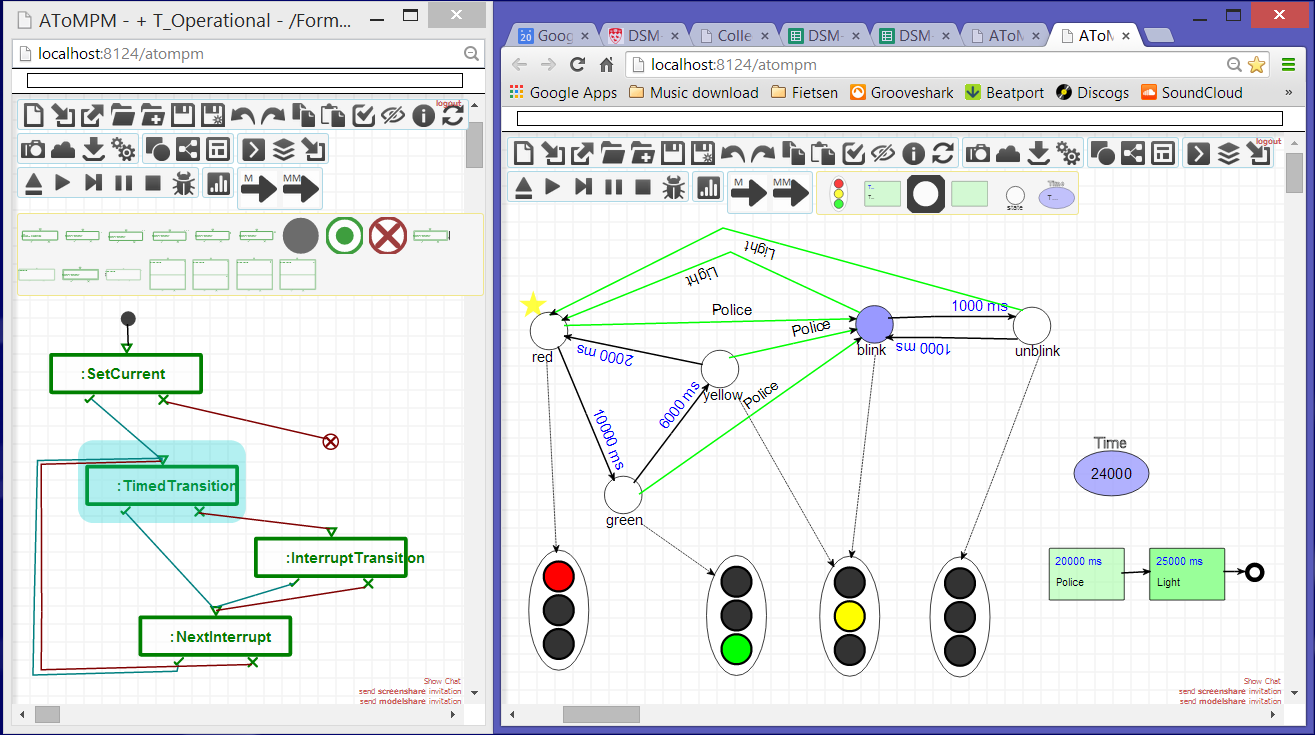 AToMPM - + T_Operational - /Form...
localhost:8124/atompm
logout
M
MM
:SetCurrent
:TimedTransition
:InterruptTransition
:NextInterrupt
Show Chat
send screenshare invitation
send modelshare invitation
20
Goog
DSM-
Colle
DSM-
DSM-
AToM
AToM
localhost:8124/atompm
Google Apps
Music download
Fietsen
Grooveshark
Beatport
Discogs
SoundCloud
»
logout
M
MM
state
Time
T...
Light
Light
Police
Police
Police
1000 ms
1000 ms
2000 ms
6000 ms
10000 ms
red
yellow
green
blink
unblink
Time
24000
20000 ms
Police
25000 ms
Light
Show Chat
send screenshare invitation
send modelshare invitation